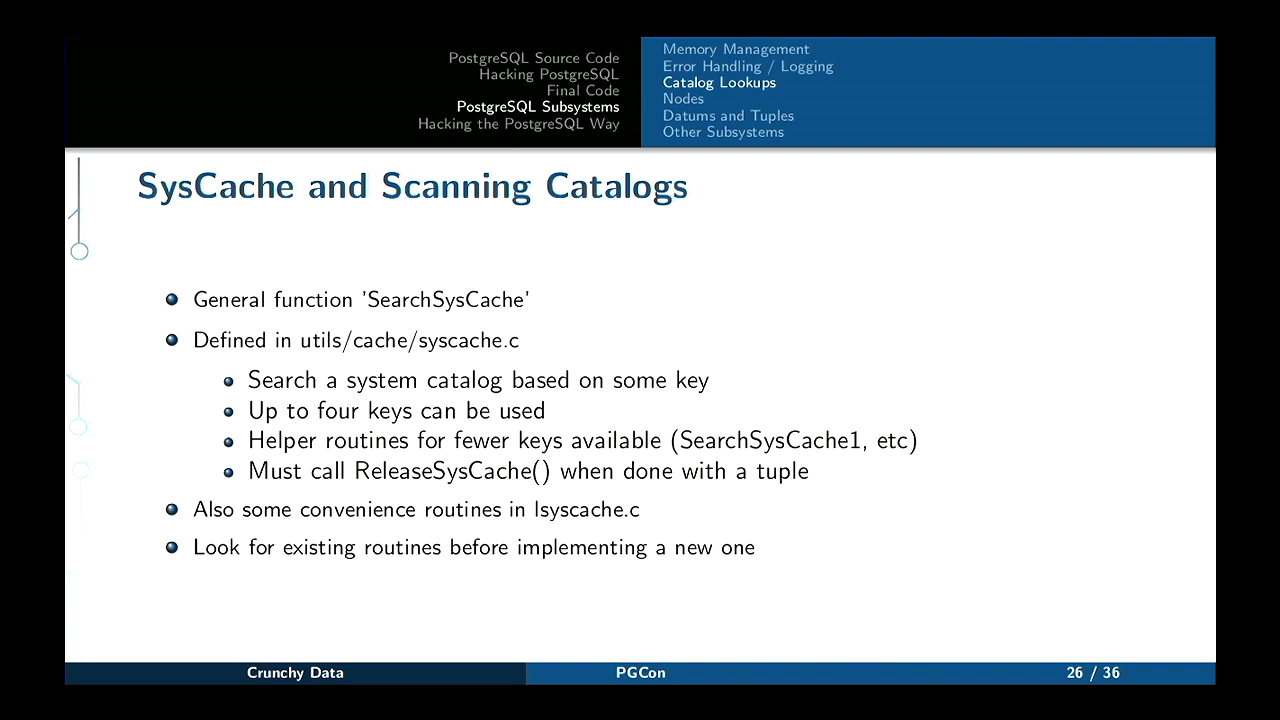 PostgreSQL Source Code
Hacking PostgreSQL
Final Code
PostgreSQL Subsystems
Hacking the PostgreSQL Way
Memory Management
Error Handling / Logging
Catalog Lookups
Nodes
Datums and Tuples
Other Subsystems
SysCache and Scanning Catalogs
General function 'SearchSysCache'
Defined in utils/cache/syscache.c
Search a system catalog based on some key
Up to four keys can be used
Helper routines for fewer keys available (SearchSysCache1, etc)
Must call ReleaseSysCache() when done with a tuple
Also some convenience routines in lsyscache.c
Look for existing routines before implementing a new one
Crunchy Data
PGCon
26 / 36